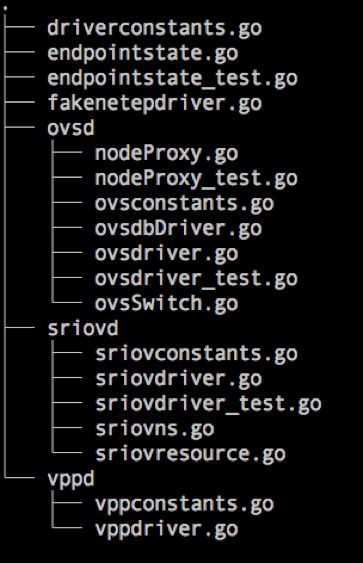 .
├── driverconstants.go
├── endpointstate.go
├── endpointstate_test.go
├── fakenetepdriver.go
├── ovsd
│   ├── nodeProxy.go
│   ├── nodeProxy_test.go
│   ├── ovsconstants.go
│   ├── ovsdbDriver.go
│   ├── ovsdriver.go
│   ├── ovsdriver_test.go
│   └── ovsSwitch.go
├── sriovd
│   ├── sriovconstants.go
│   ├── sriovdriver.go
│   ├── sriovdriver_test.go
│   ├── sriovns.go
│   └── sriovresource.go
└── vppd
    ├── vppconstants.go
    └── vppdriver.go